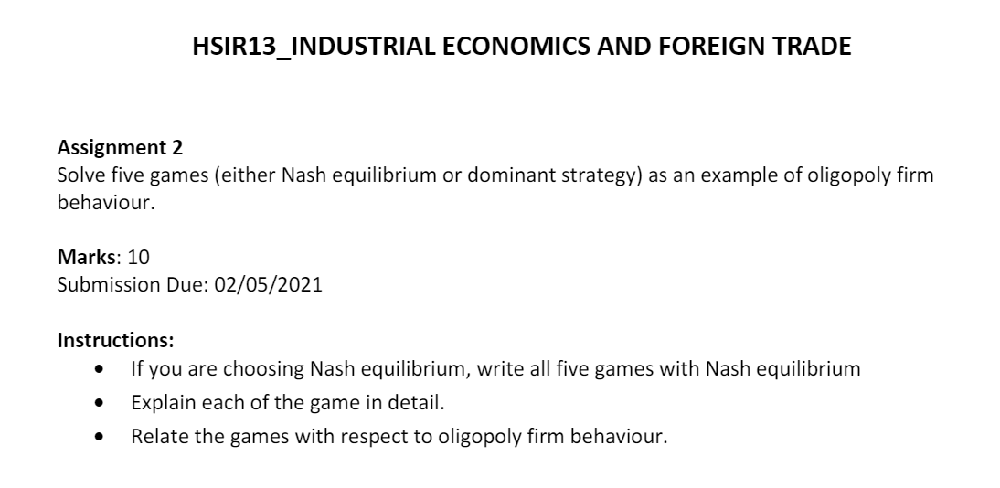 HSIR13_INDUSTRIAL ECONOMICS AND FOREIGN TRADE
Assignment 2
Solve five games (either Nash equilibrium or dominant strategy) as an example of oligopoly firm
behaviour.
Marks: 10
Submission Due: 02/05/2021
Instructions:
• If you are choosing Nash equilibrium, write all five games with Nash equilibrium
• Explain each of the game in detail.
• Relate the games with respect to oligopoly firm behaviour.